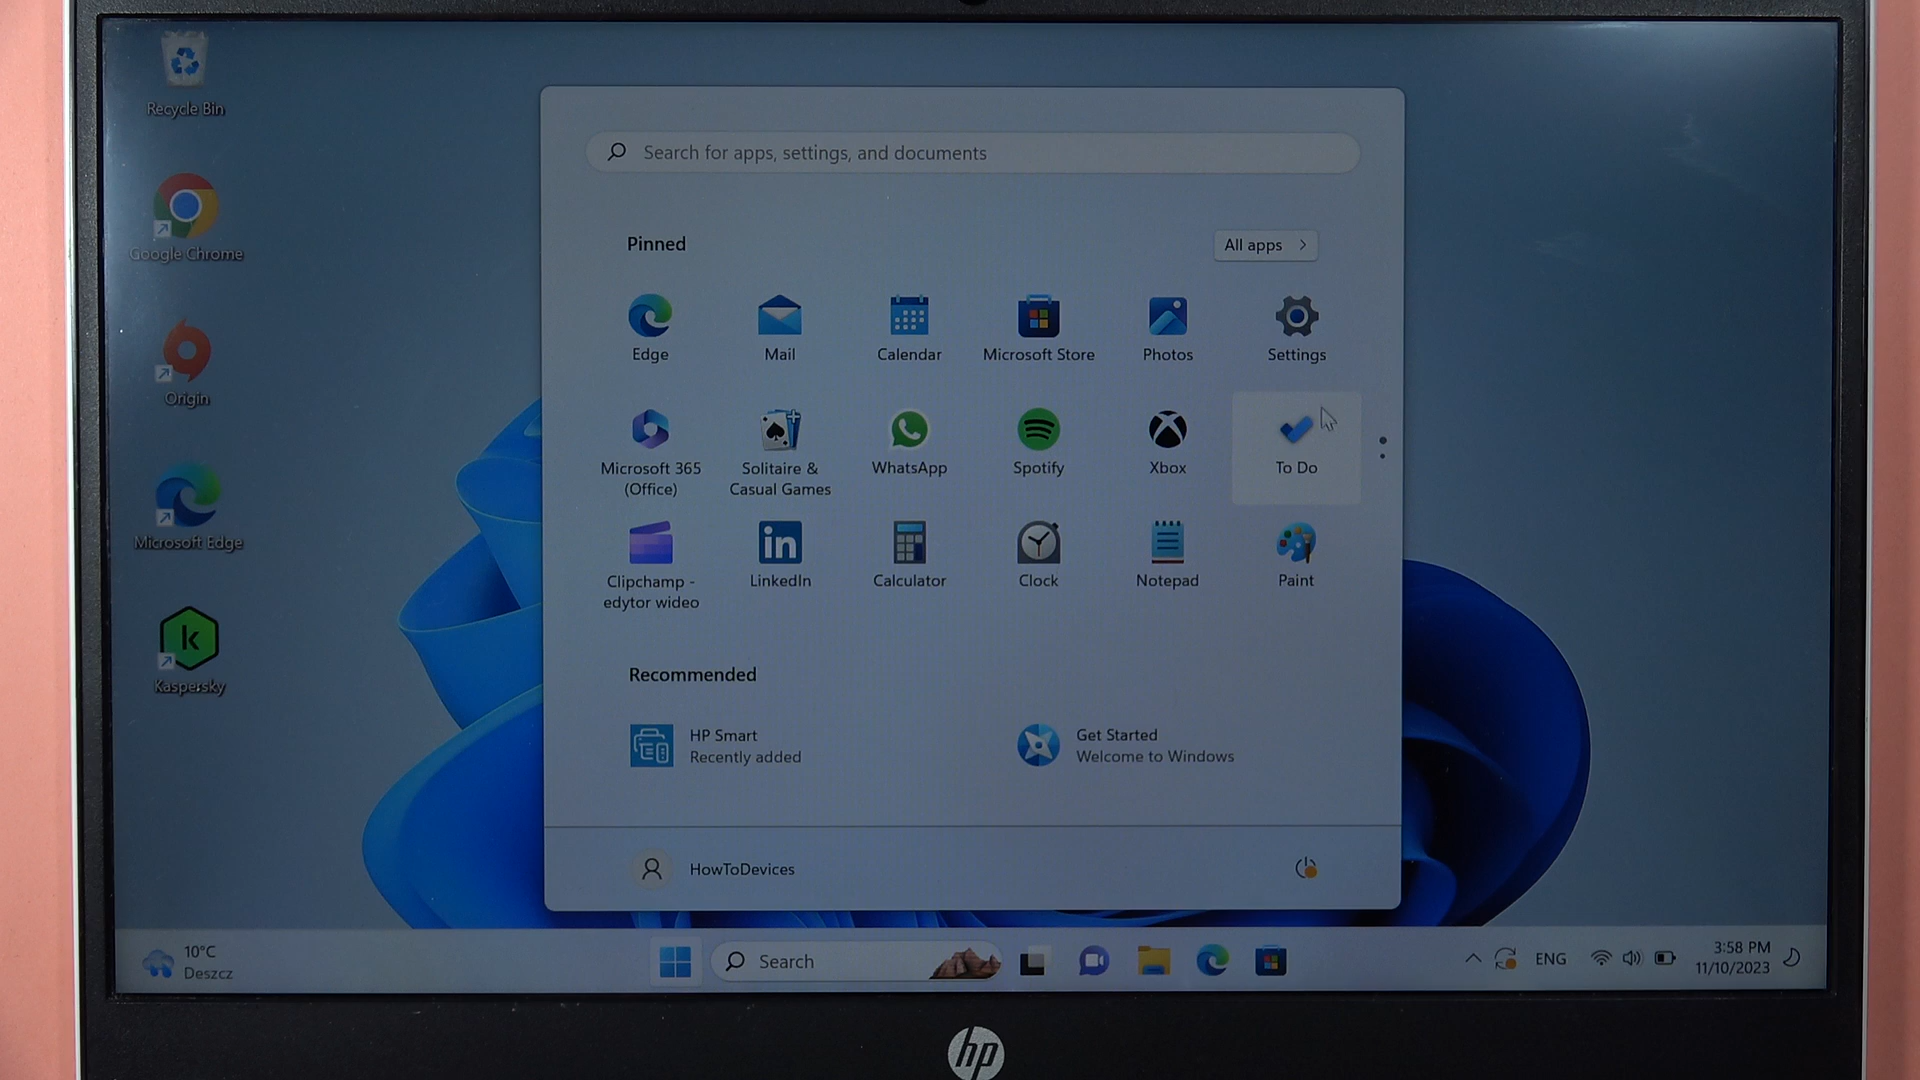 Recycle Bin
Google Chrome
Origin
Microsoft Edge
k
Kaspersky
Search for apps, settings, and documents
Pinned
All apps
Edge
Mail
Calendar
Microsoft Store
Photos
Settings
Microsoft 365
(Office)
Solitaire &
Casual Games
WhatsApp
Spotify
Xbox
To Do
Clipchamp -
edytor wideo
in
LinkedIn
Calculator
Clock
Notepad
Paint
Recommended
HP Smart
Recently added
Get Started
Welcome to Windows
HowToDevices
10°C
Deszcz
Search
ENG
3:58 PM
11/10/2023
hp